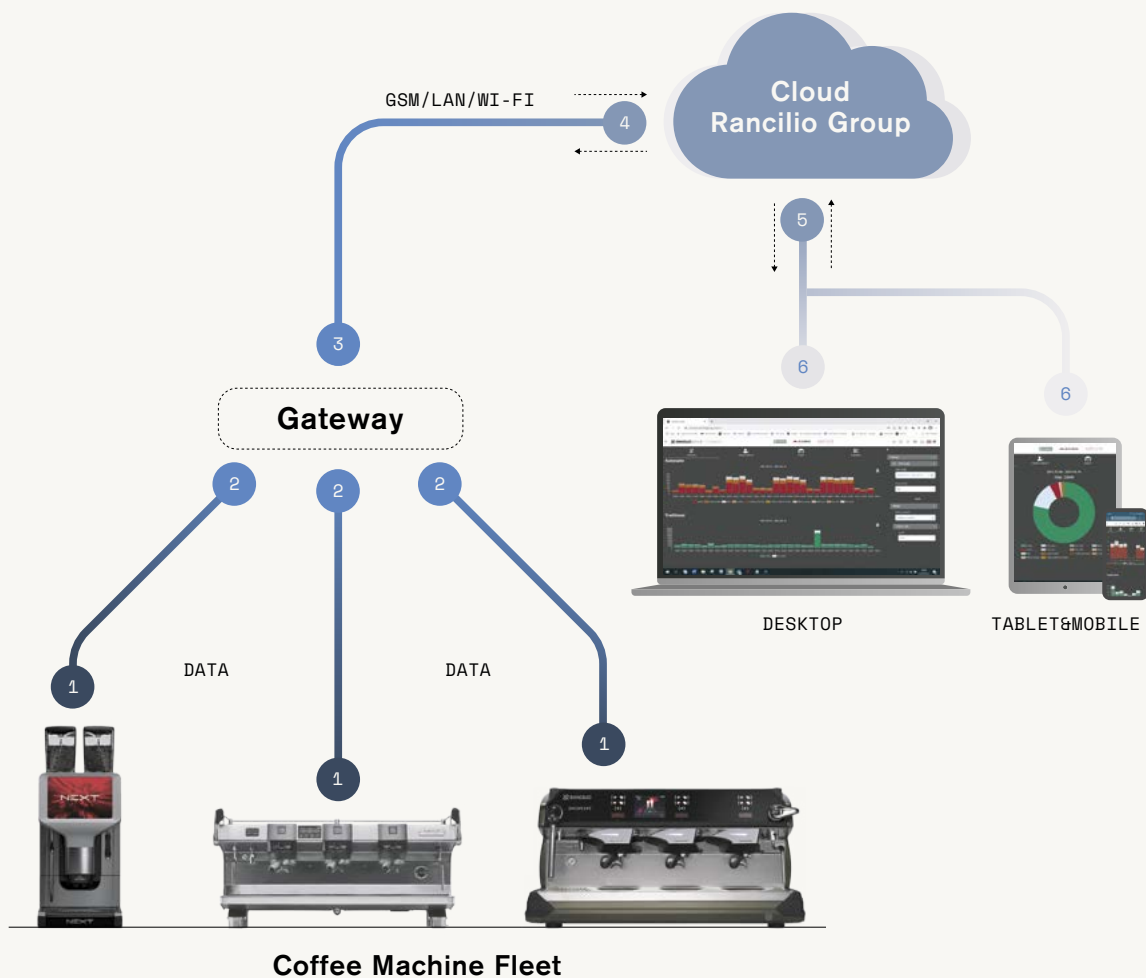 GSM/LAN/WI-FI
4
Cloud
Rancilio Group
5
3
6
6
Gateway
2
2
2
DESKTOP
TABLET&MOBILE
DATA
DATA
1
1
1
NEXT
NEXT
Coffee Machine Fleet